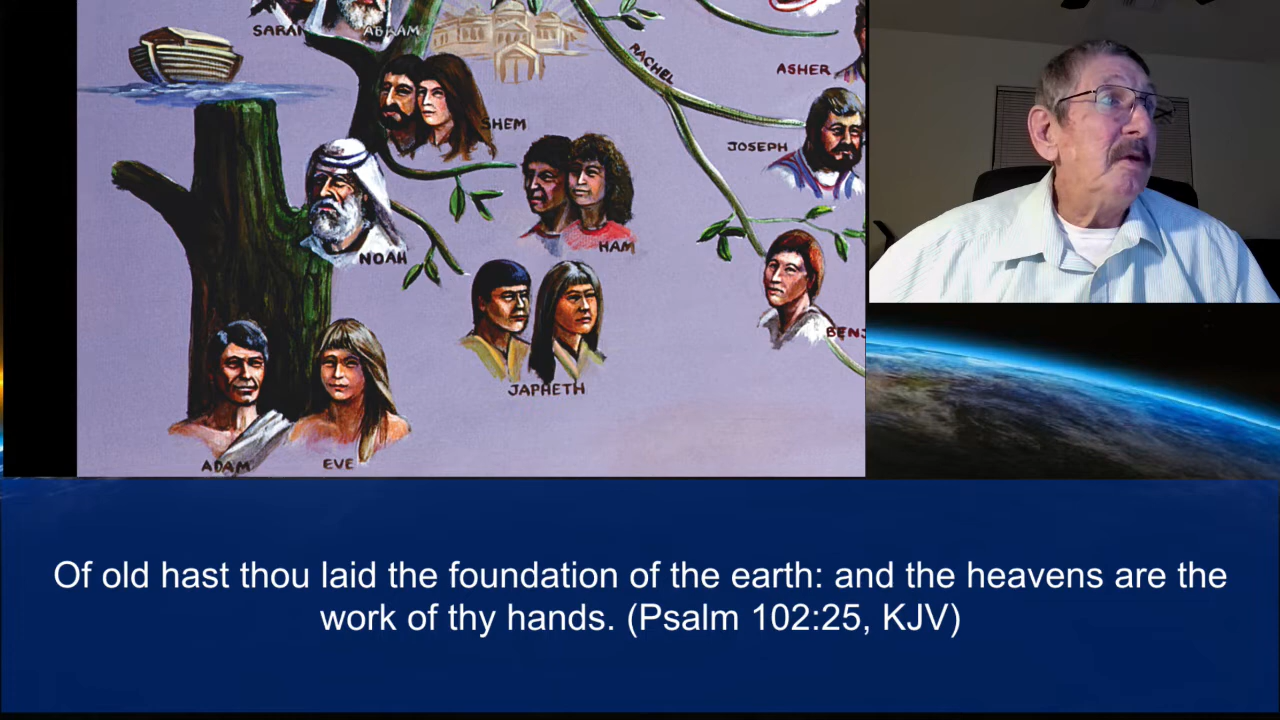 SARAI
ABRAM
RACHEL
ASHER
SHEM
JOSEPH
HAM
NOAH
BENJ
JAPHETH
ADAM
EVE
Of old hast thou laid the foundation of the earth: and the heavens are the
work of thy hands. (Psalm 102:25, KJV)